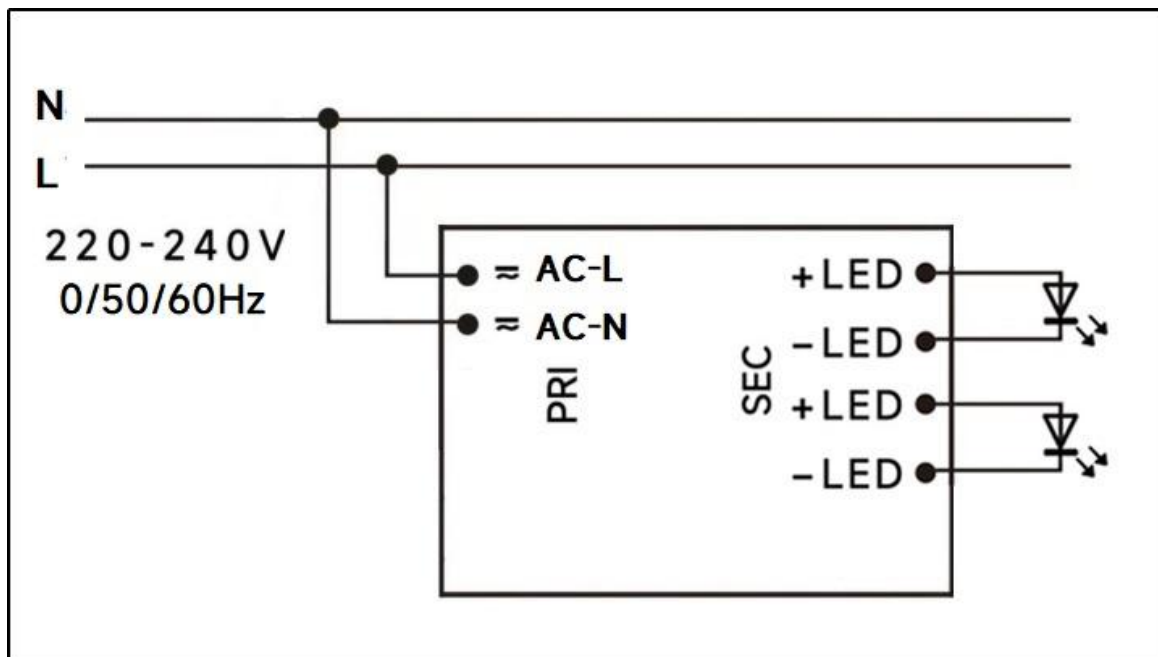 N
L
220-240V
0/50/60Hz
≂ AC-L
≂ AC-N
PRI
SEC
+LED
-LED
+LED
-LED